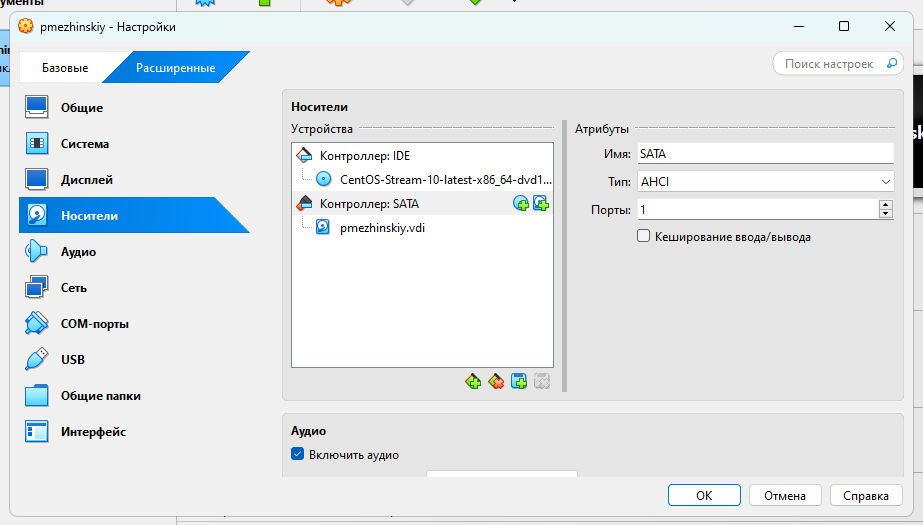 pmezhinskiy - Настройки
Базовые
Расширенные
Поиск настроек
Общие
Система
Дисплей
Носители
Аудио
Сеть
COM-порты
USB
Общие папки
Интерфейс
Носители
Устройства
Контроллер: IDE
CentOS-Stream-10-latest-x86_64-dvd1...
Контроллер: SATA
pmezhinskiy.vdi
Атрибуты
Имя: SATA
Тип: AHCI
Порты: 1
Кеширование ввода/вывода
Аудио
Включить аудио
OK
Отмена
Справка